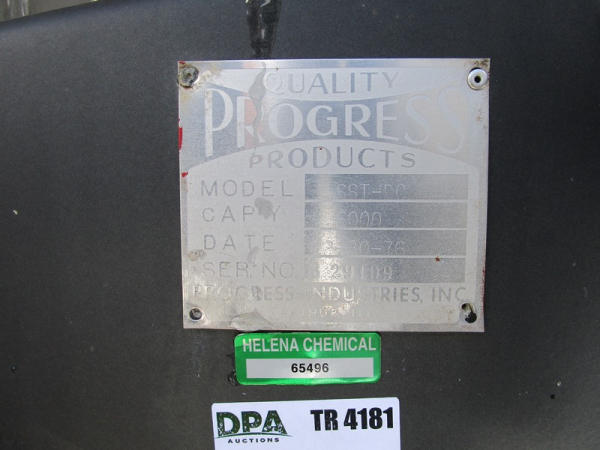 QUALITY
PROGRESS
PRODUCTS
MODEL
CAP'Y
DATE
SER. NO.
PROGRESS INDUSTRIES, INC
HELENA CHEMICAL
65496
DPA TR 4181
AUCTIONS